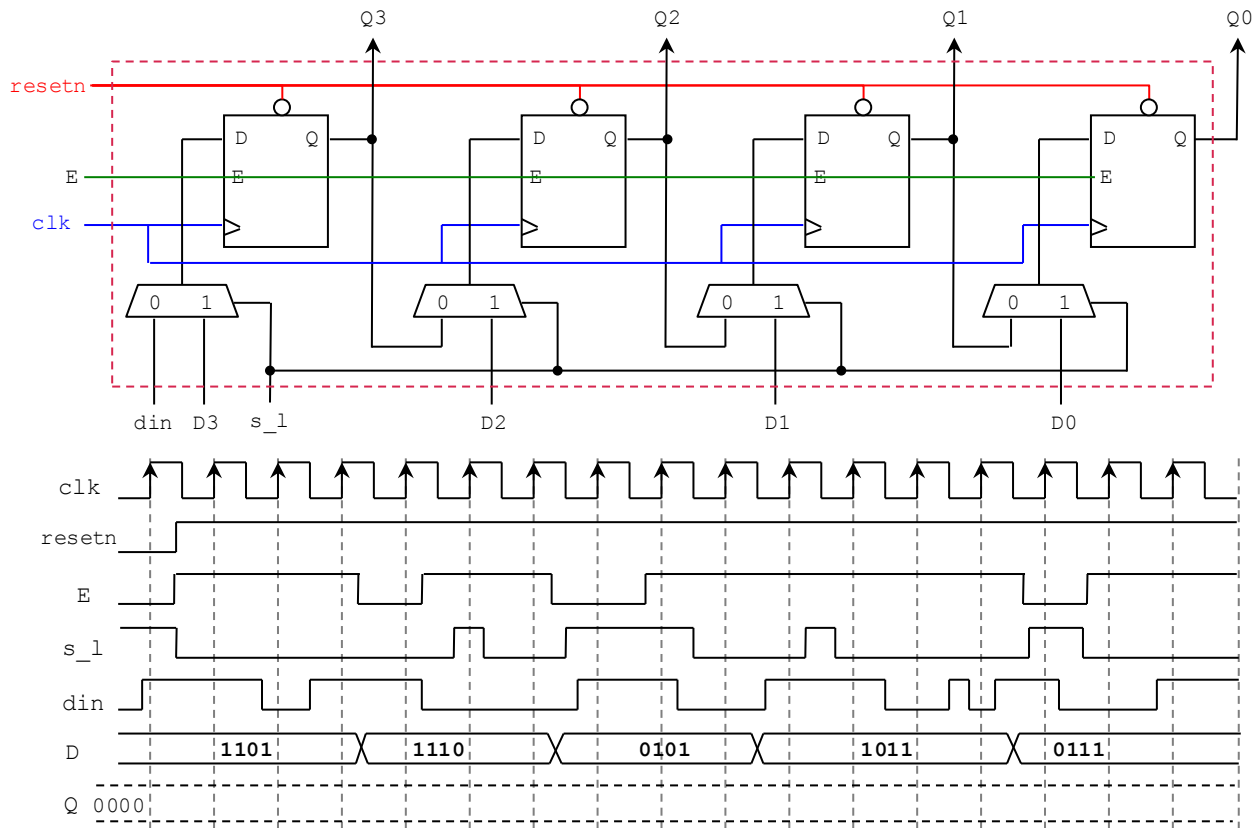 Q3 Q2 Q1 Q0
resetn
D Q D Q D Q D Q
E E E E E
clk
0 1 0 1 0 1 0 1
din D3 s_l D2 D1 D0
clk
resetn
E
s_l
din
D 1101 1110 0101 1011 0111
Q 0000